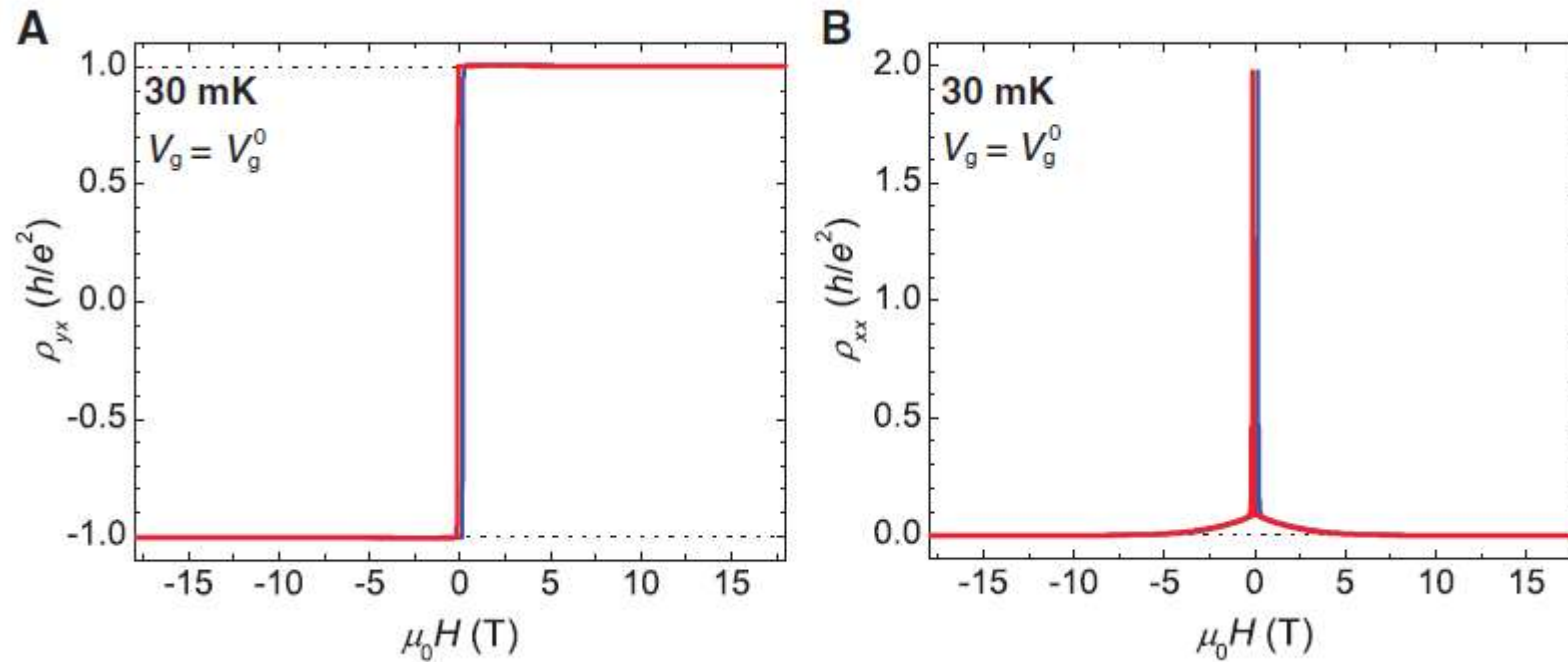 A
1.0
0.5
0.0
-0.5
-1.0
30 mK
V_g = V_g^0
ρ_yx (h/e^2)
-15 -10 -5 0 5 10 15
μ_0H (T)
B
2.0
1.5
1.0
0.5
0.0
30 mK
V_g = V_g^0
ρ_xx (h/e^2)
-15 -10 -5 0 5 10 15
μ_0H (T)